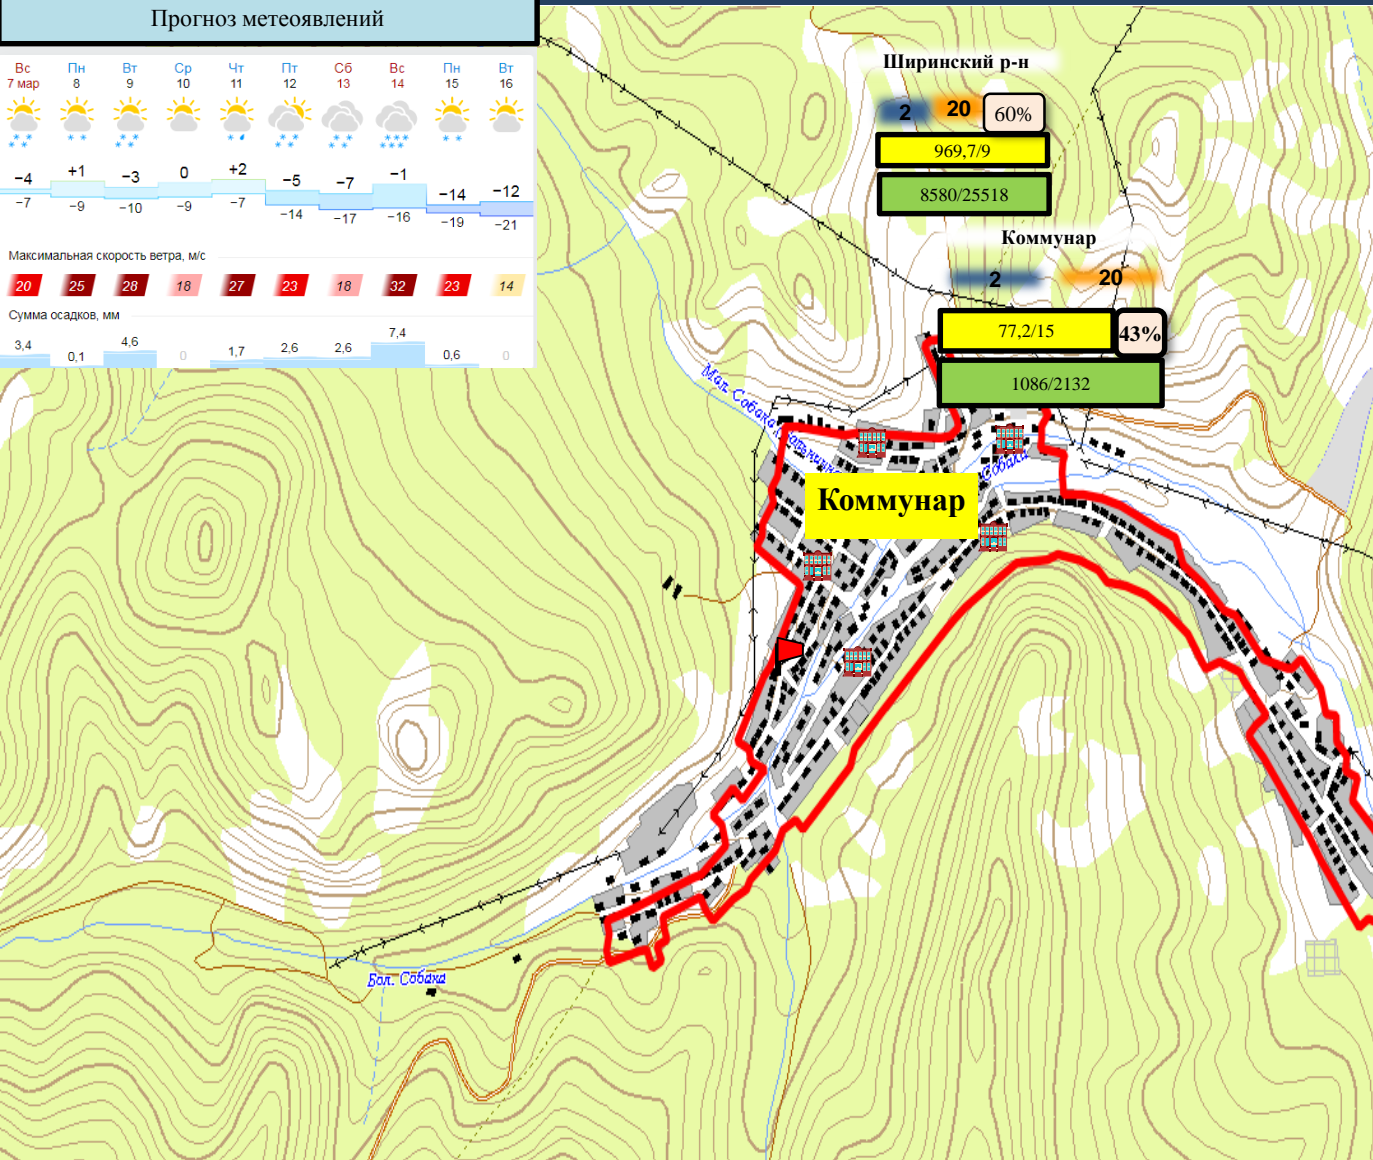 Прогноз метеоявлений
Вс Пн Вт Ср Чт Пт Сб Вс Пн Вт
7 мар 8 9 10 11 12 13 14 15 16
−4 +1 −3 0 +2 −5 −7 −1 −14 −12
−7 −9 −10 −9 −7 −14 −17 −16 −19 −21
Максимальная скорость ветра, м/с
20 25 28 18 27 23 18 32 23 14
Сумма осадков, мм
3,4 0,1 4,6 0 1,7 2,6 2,6 7,4 0,6 0
Ширинский р-н
2 20 60%
969,7/9
8580/25518
Коммунар
2 20
77,2/15 43%
1086/2132
Мал. Собака
Собака
Коммунар
Бол. Собака